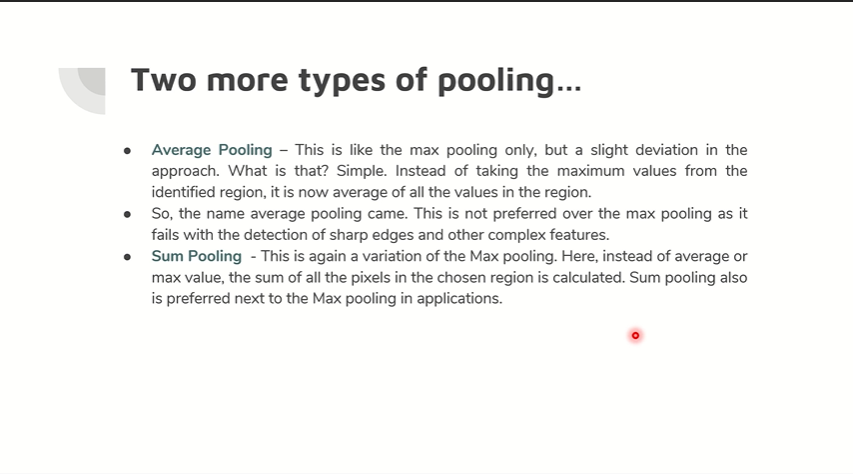 Two more types of pooling...
● Average Pooling – This is like the max pooling only, but a slight deviation in the
approach. What is that? Simple. Instead of taking the maximum values from the
identified region, it is now average of all the values in the region.
● So, the name average pooling came. This is not preferred over the max pooling as it
fails with the detection of sharp edges and other complex features.
● Sum Pooling - This is again a variation of the Max pooling. Here, instead of average or
max value, the sum of all the pixels in the chosen region is calculated. Sum pooling also
is preferred next to the Max pooling in applications.